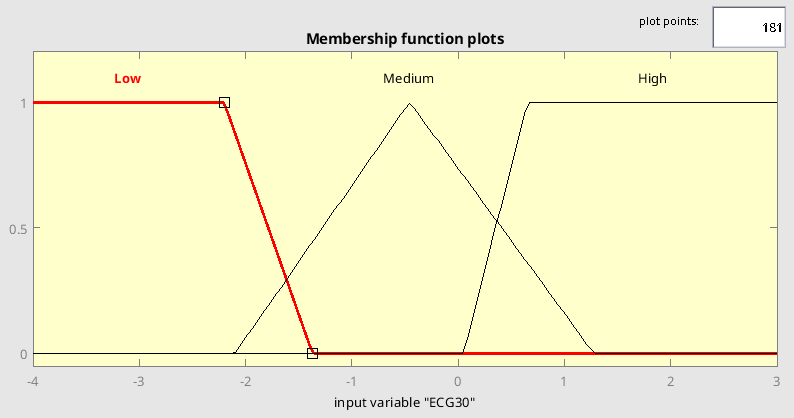 plot points: 181
Membership function plots
Low Medium High
1
0.5
0
-4 -3 -2 -1 0 1 2 3
input variable "ECG30"